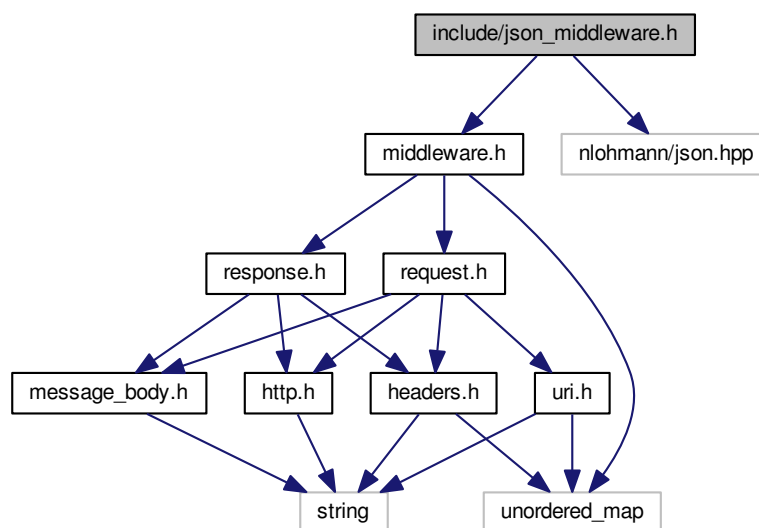 include/json_middleware.h
middleware.h
nlohmann/json.hpp
response.h
request.h
message_body.h
http.h
headers.h
uri.h
string
unordered_map